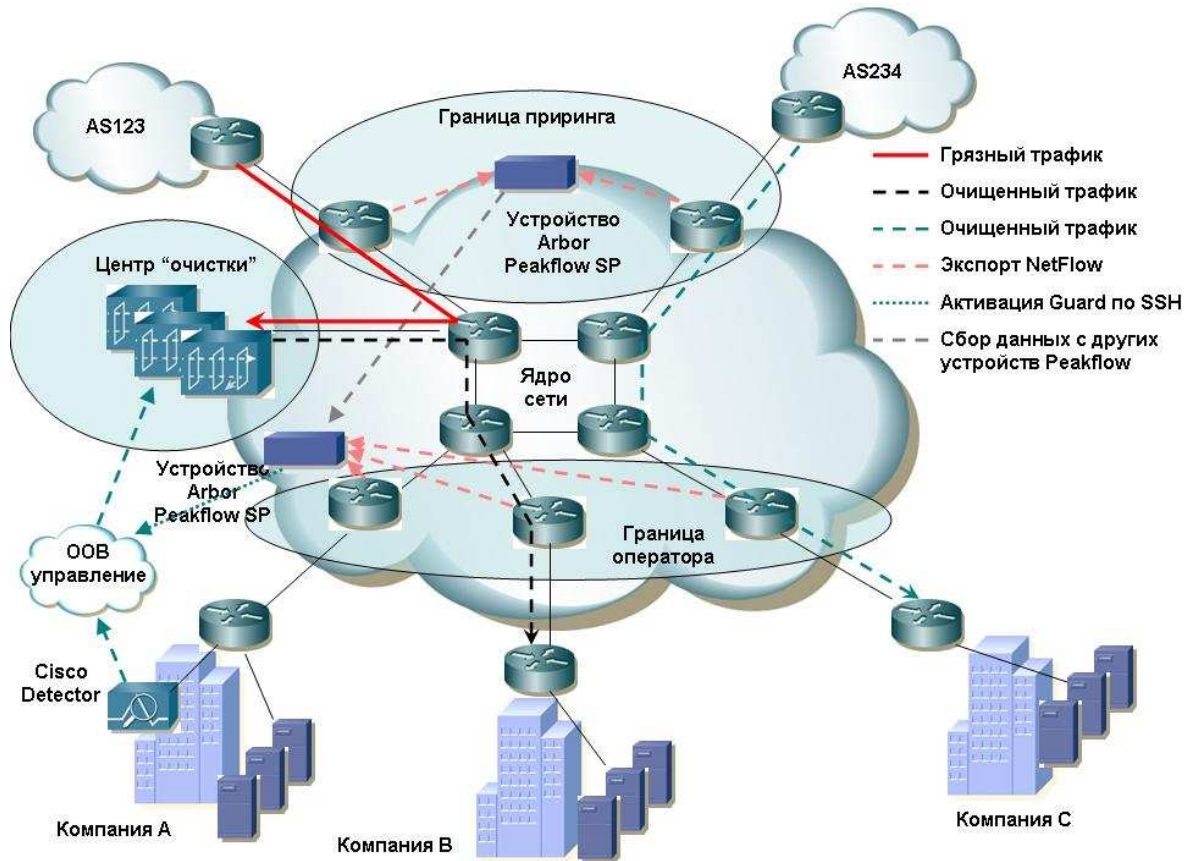 AS123
AS234
Граница приринга
Устройство
Arbor
Peakflow SP
Грязный трафик
Очищенный трафик
Очищенный трафик
Экспорт NetFlow
Активация Guard по SSH
Сбор данных с других
устройств Peakflow
Центр “очистки”
Ядро
сети
Устройство
Arbor
Peakflow SP
Граница
оператора
OOB
управление
Cisco
Detector
Компания A
Компания B
Компания C